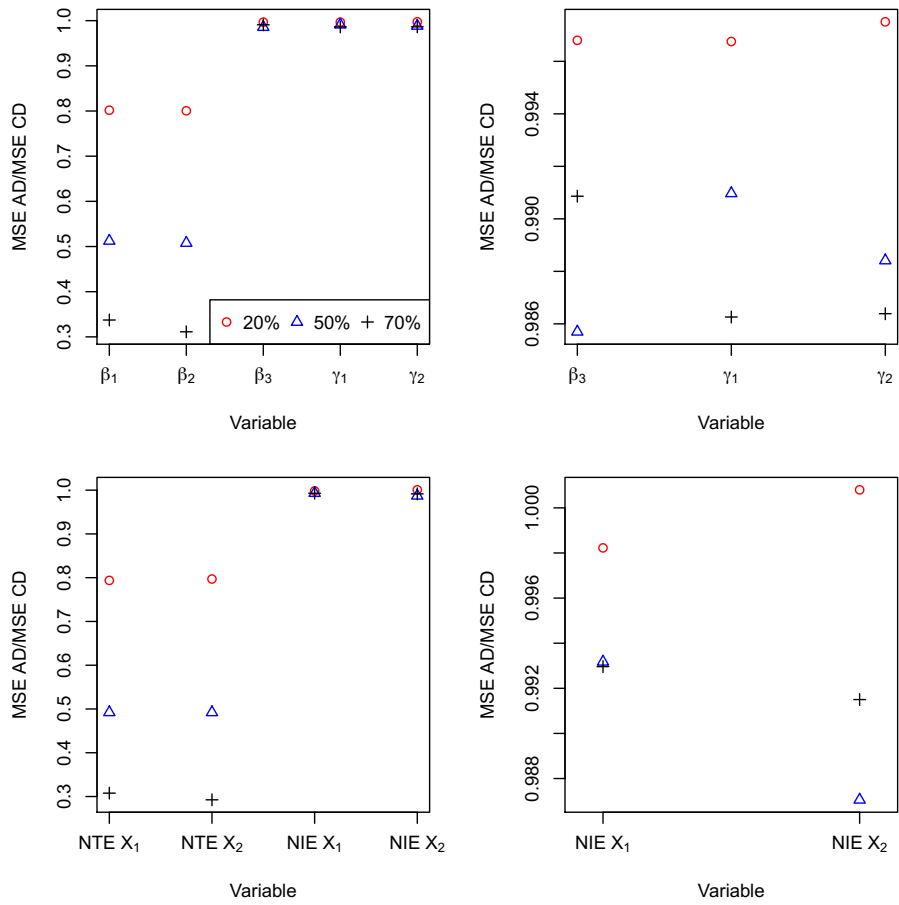 MSE AD/MSE CD
1.0
0.9
0.8
0.7
0.6
0.5
0.4
0.3
20% 50% 70%
β₁ β₂ β₃ γ₁ γ₂
Variable
MSE AD/MSE CD
0.994
0.990
0.986
β₃ γ₁ γ₂
Variable
MSE AD/MSE CD
1.0
0.9
0.8
0.7
0.6
0.5
0.4
0.3
NTE X₁ NTE X₂ NIE X₁ NIE X₂
Variable
MSE AD/MSE CD
1.000
0.996
0.992
0.988
NIE X₁ NIE X₂
Variable